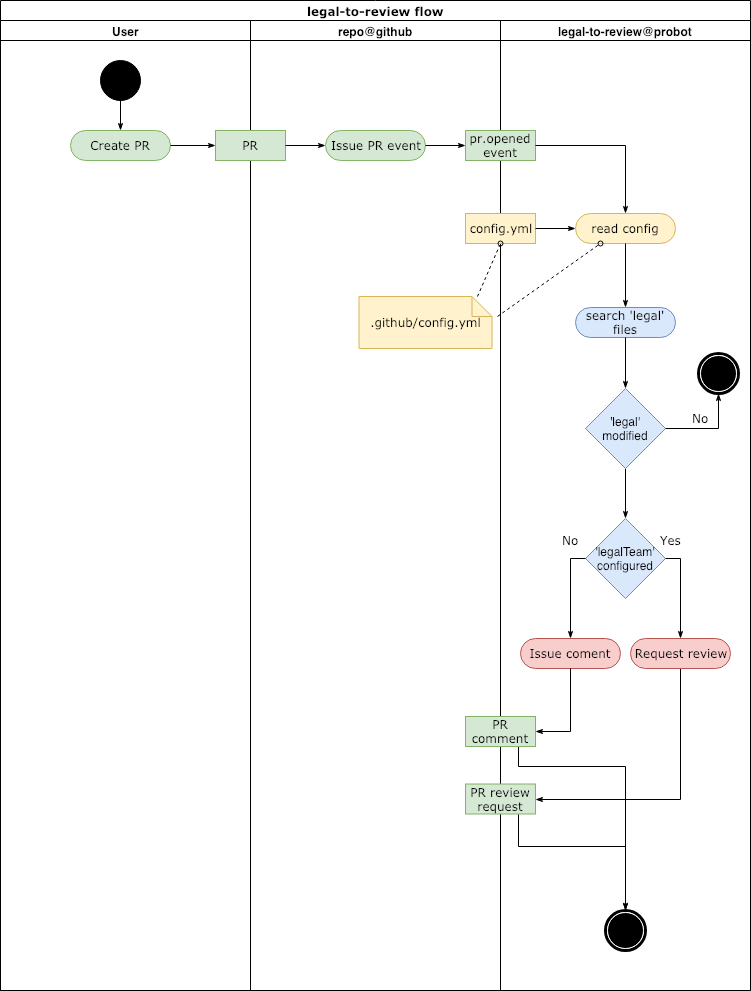 legal-to-review flow
User
repo@github
legal-to-review@probot
Create PR
PR
Issue PR event
pr.opened
event
config.yml
read config
.github/config.yml
search 'legal'
files
'legal'
modified
No
No
Yes
'legalTeam'
configured
Issue coment
Request review
PR
comment
PR review
request